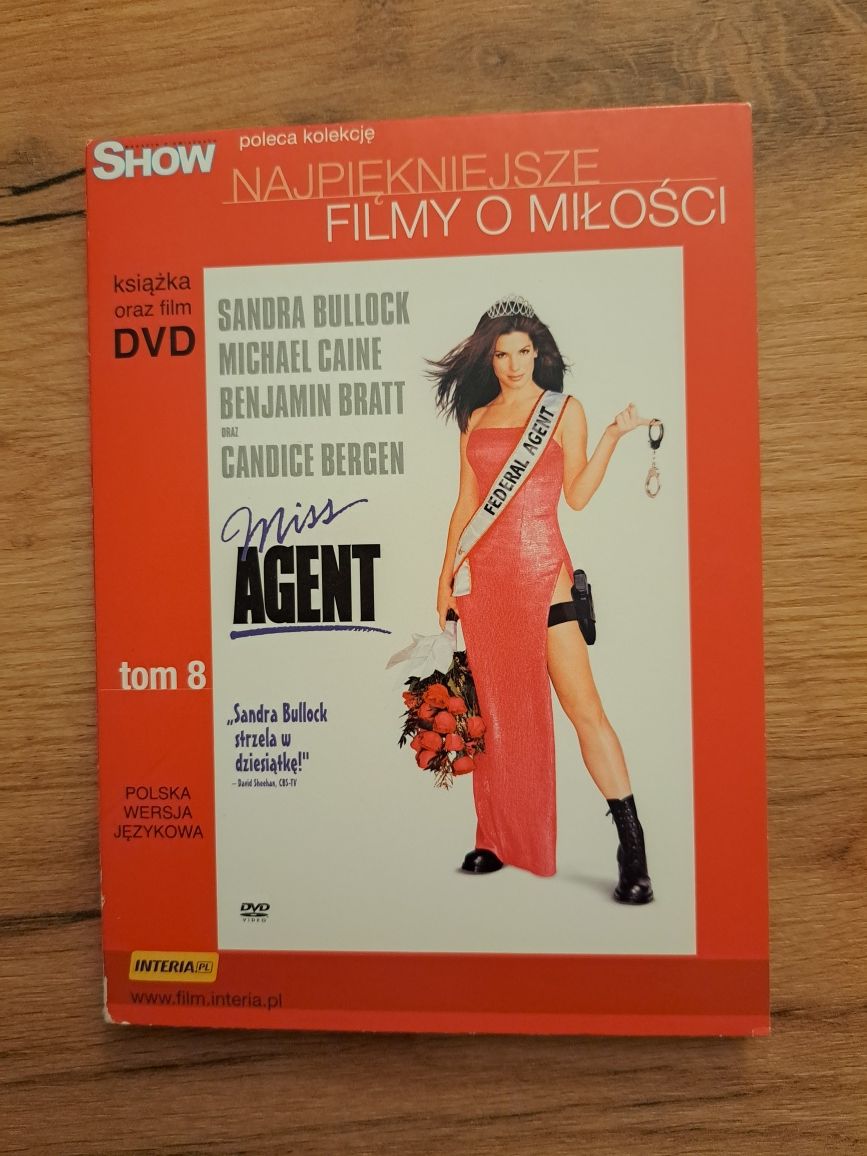 SHOW
poleca kolekcję
NAJPIĘKNIEJSZE
FILMY O MIŁOŚCI
książka
oraz film
DVD
SANDRA BULLOCK
MICHAEL CAINE
BENJAMIN BRATT
ORAZ
CANDICE BERGEN
Miss
AGENT
FEDERAL AGENT
tom 8
„Sandra Bullock
strzela w
dziesiątkę!"
– David Sheehan, CBS-TV
POLSKA
WERSJA
JĘZYKOWA
DVD
VIDEO
INTERIA.PL
www.film.interia.pl